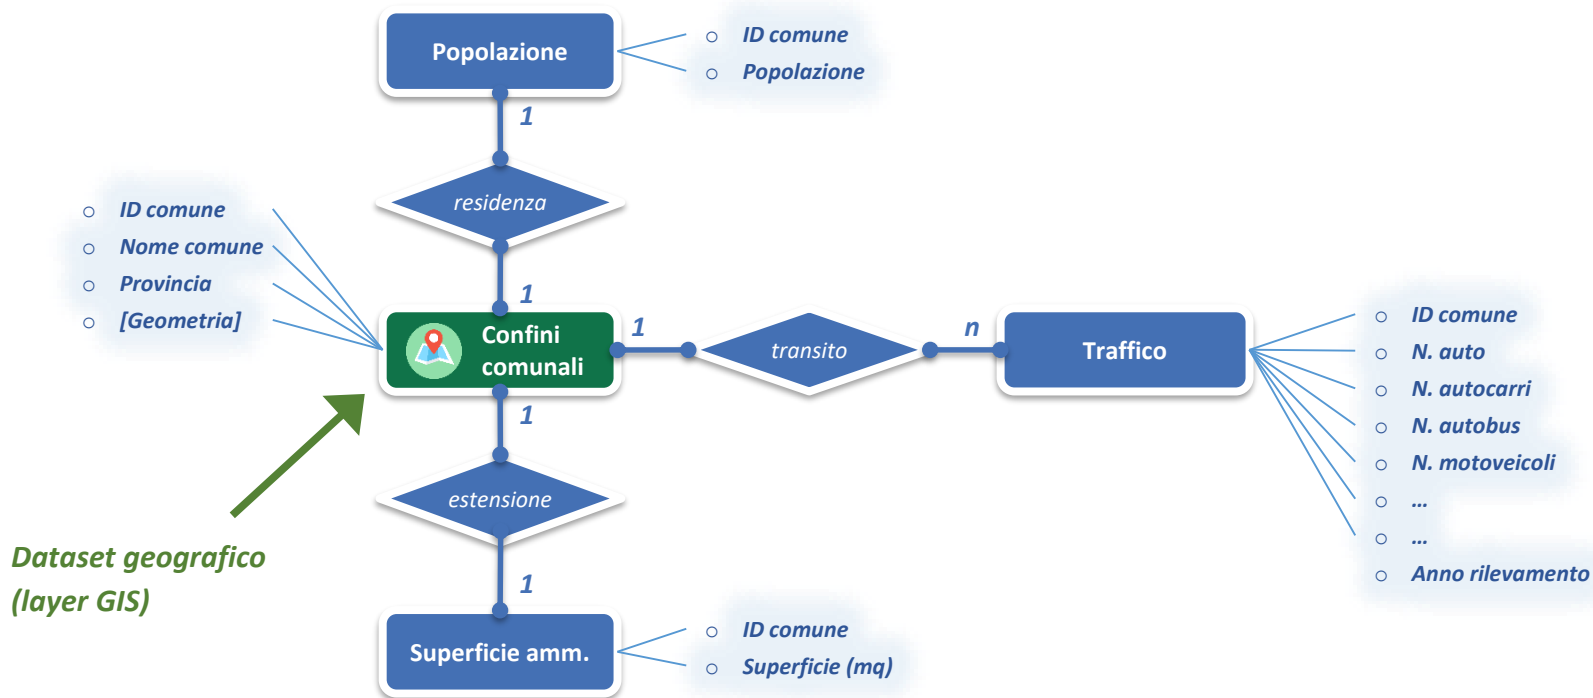 Popolazione
ID comune
Popolazione
1
residenza
ID comune
Nome comune
Provincia
[Geometria]
1
Confini
comunali
1
transito
n
Traffico
ID comune
N. auto
N. autocarri
N. autobus
N. motoveicoli
...
...
Anno rilevamento
1
estensione
Dataset geografico
(layer GIS)
1
Superficie amm.
ID comune
Superficie (mq)